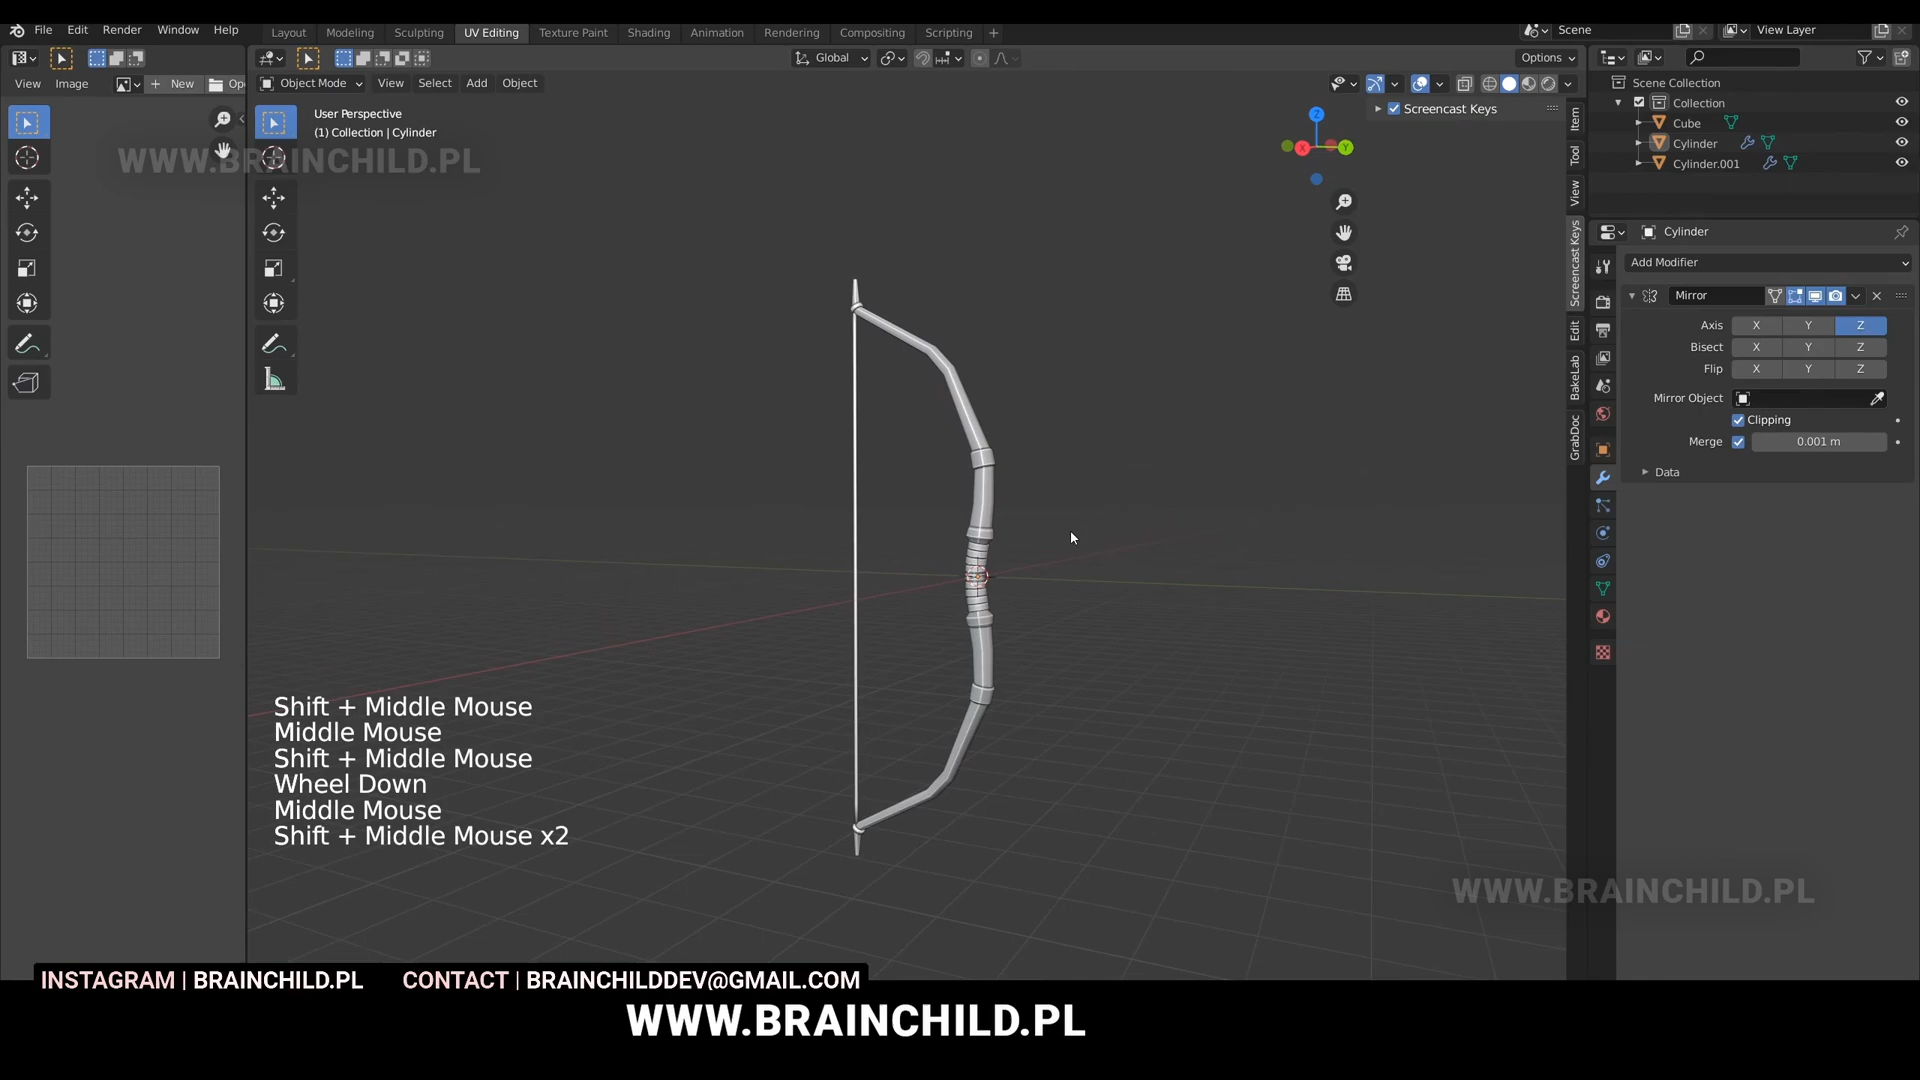 File Edit Render Window Help
Layout Modeling Sculpting UV Editing Texture Paint Shading Animation Rendering Compositing Scripting +
Scene
View Layer
Global
Options
View Image
+ New
Object Mode
View Select Add Object
User Perspective
(1) Collection | Cylinder
Screencast Keys
Z
X
Y
Item
Tool
View
Screencast Keys
Edit
BakeLab
GrabDoc
Scene Collection
Collection
Cube
Cylinder
Cylinder.001
Cylinder
Add Modifier
Mirror
Axis X Y Z
Bisect X Y Z
Flip X Y Z
Mirror Object
Clipping
Merge 0.001 m
Data
WWW.BRAINCHILD.PL
Shift + Middle Mouse
Middle Mouse
Shift + Middle Mouse
Wheel Down
Middle Mouse
Shift + Middle Mouse x2
WWW.BRAINCHILD.PL
INSTAGRAM | BRAINCHILD.PL CONTACT | BRAINCHILDDEV@GMAIL.COM
WWW.BRAINCHILD.PL